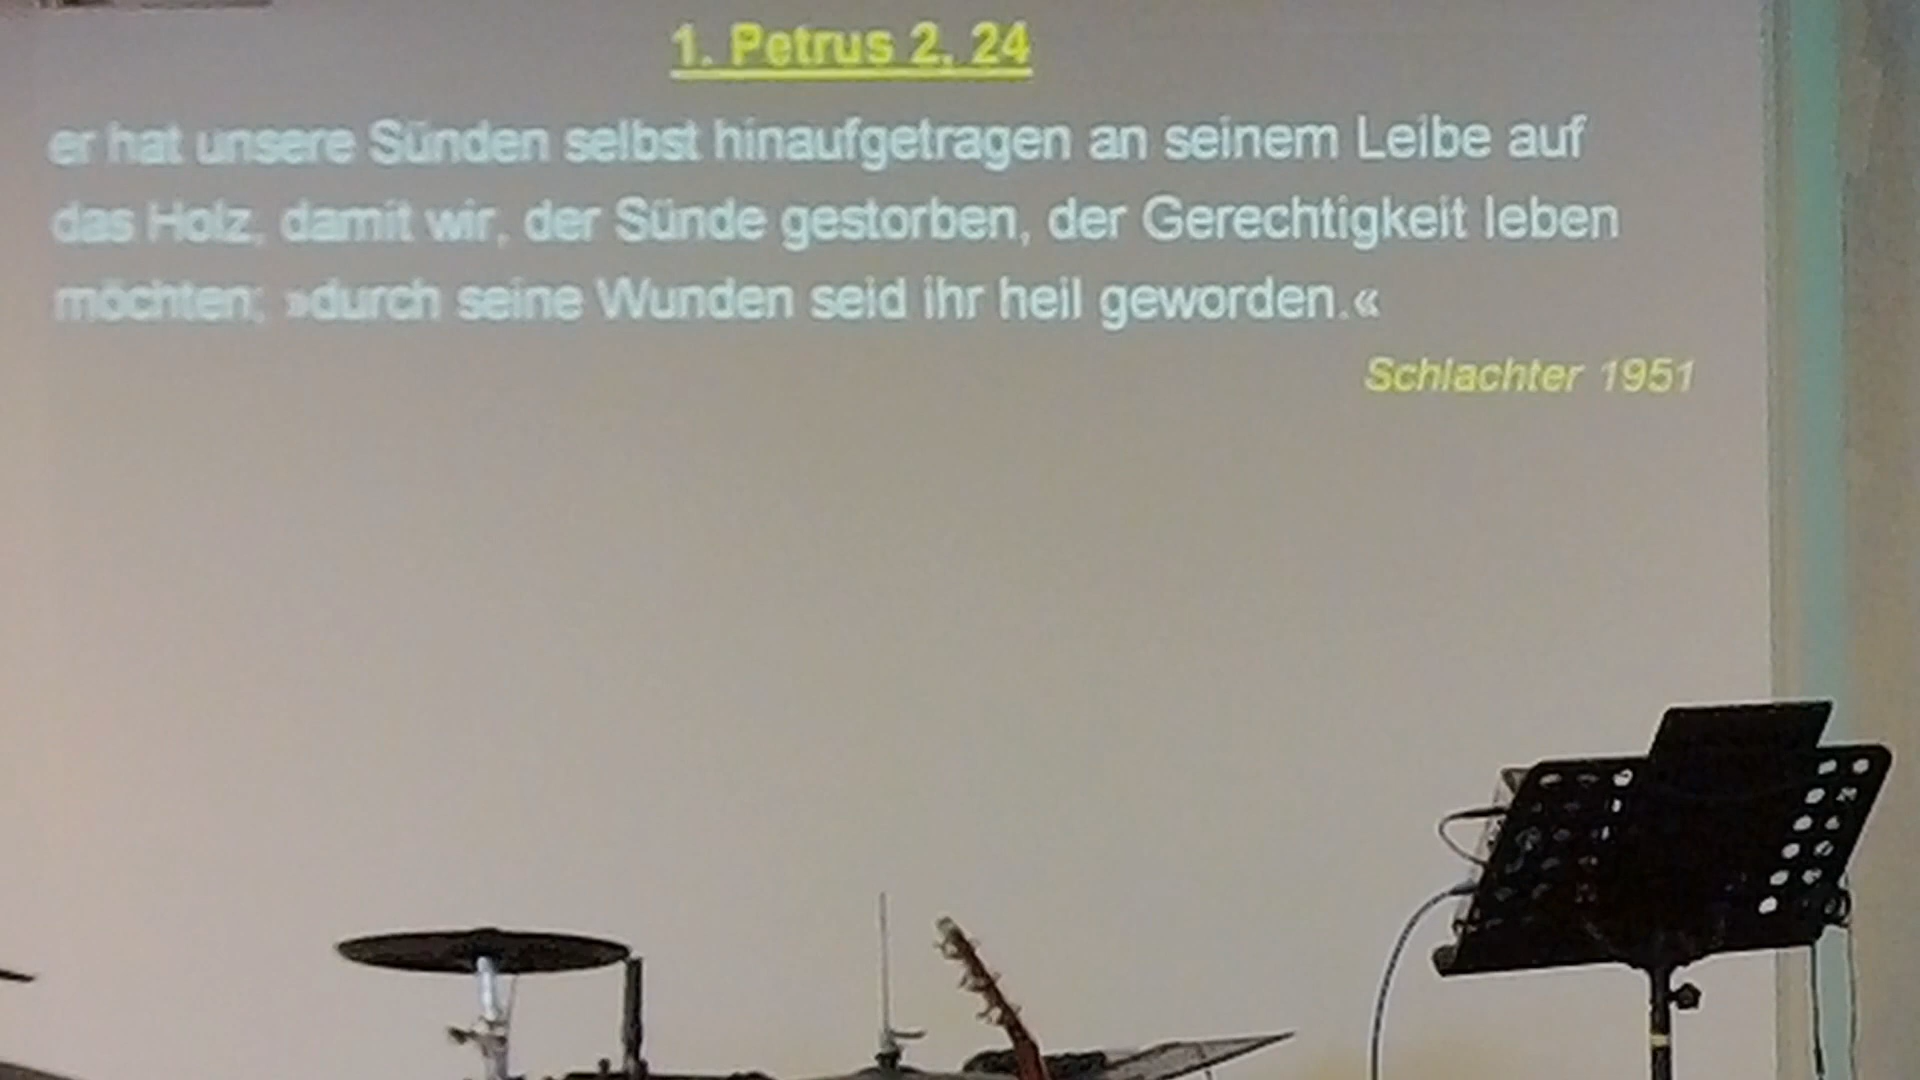 1. Petrus 2, 24
er hat unsere Sünden selbst hinaufgetragen an seinem Leibe auf
das Holz, damit wir, der Sünde gestorben, der Gerechtigkeit leben
möchten; »durch seine Wunden seid ihr heil geworden.«
Schlachter 1951